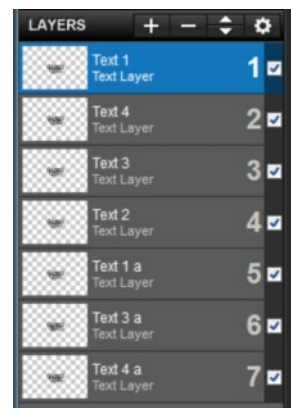 LAYERS
Text 1
Text Layer
1
Text 4
Text Layer
2
Text 3
Text Layer
3
Text 2
Text Layer
4
Text 1 a
Text Layer
5
Text 3 a
Text Layer
6
Text 4 a
Text Layer
7